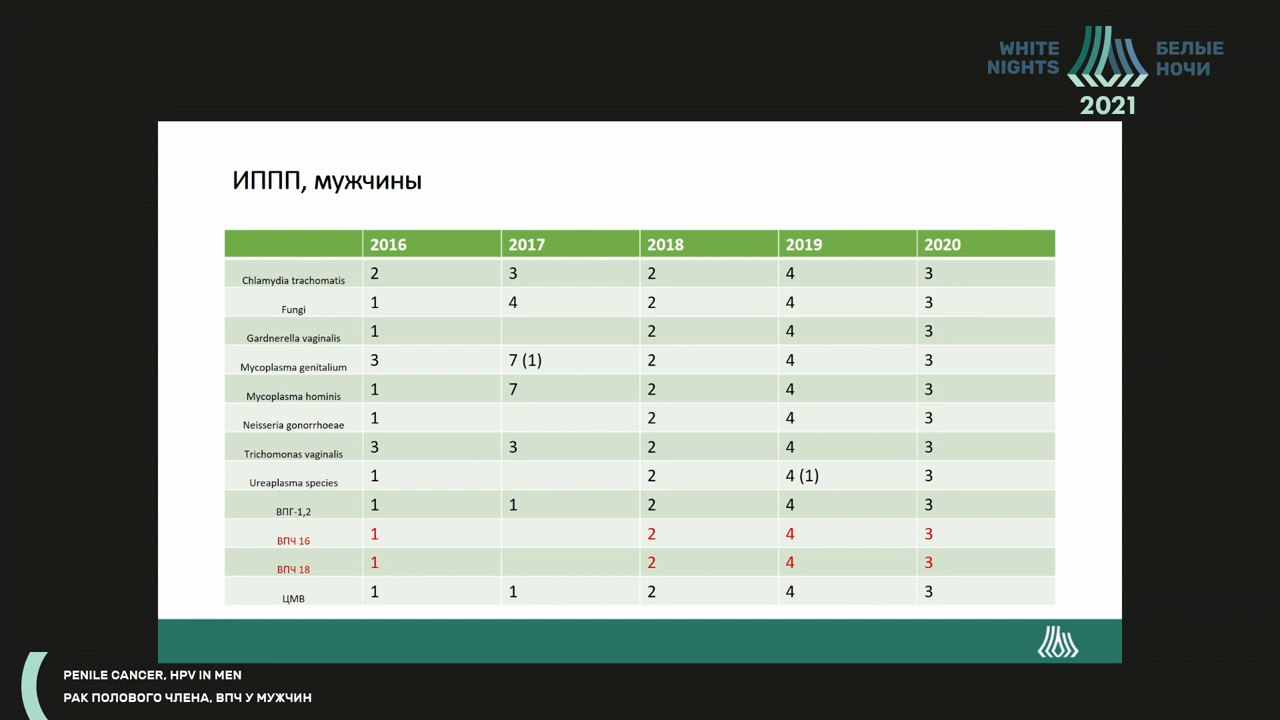 WHITE NIGHTS
БЕЛЫЕ НОЧИ
2021
ИППП, мужчины
2016 2017 2018 2019 2020
Chlamydia trachomatis 2 3 2 4 3
Fungi 1 4 2 4 3
Gardnerella vaginalis 1 2 4 3
Mycoplasma genitalium 3 7 (1) 2 4 3
Mycoplasma hominis 1 7 2 4 3
Neisseria gonorrhoeae 1 2 4 3
Trichomonas vaginalis 3 3 2 4 3
Ureaplasma species 1 2 4 (1) 3
ВПГ-1,2 1 1 2 4 3
ВПЧ 16 1 2 4 3
ВПЧ 18 1 2 4 3
ЦМВ 1 1 2 4 3
PENILE CANCER, HPV IN MEN
РАК ПОЛОВОГО ЧЛЕНА, ВПЧ У МУЖЧИН